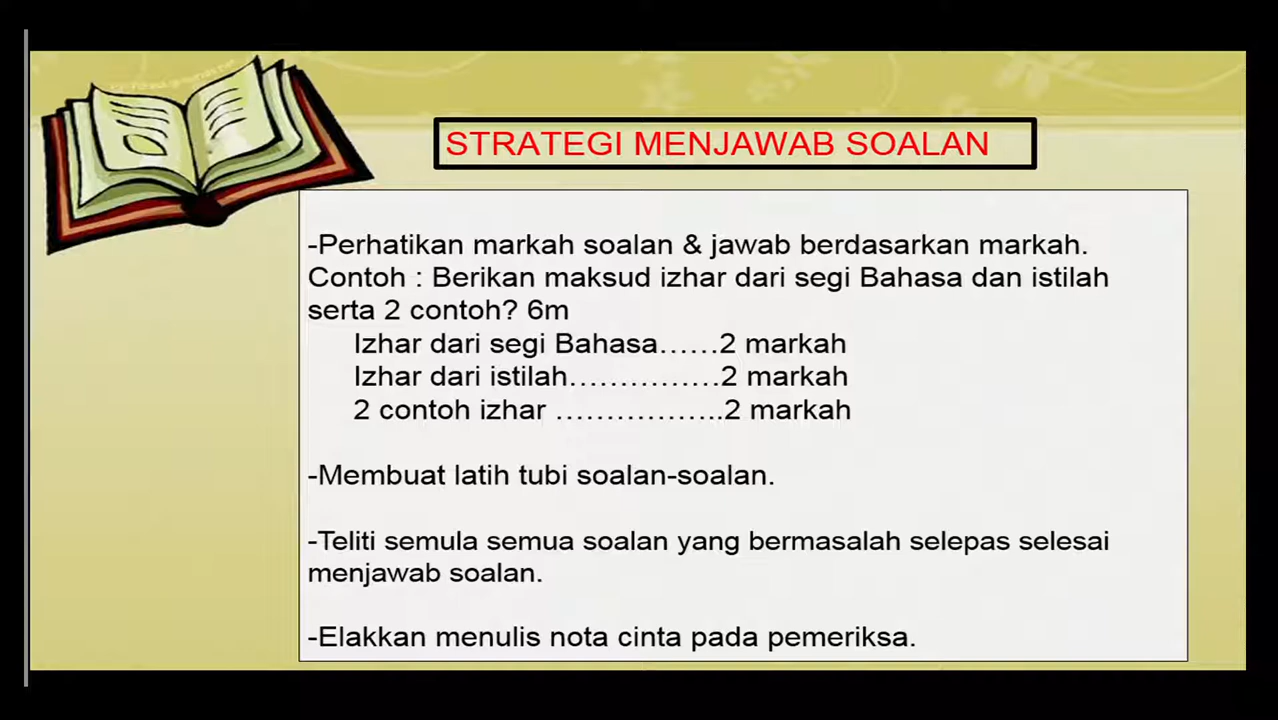 STRATEGI MENJAWAB SOALAN
-Perhatikan markah soalan & jawab berdasarkan markah.
Contoh : Berikan maksud izhar dari segi Bahasa dan istilah
serta 2 contoh? 6m
Izhar dari segi Bahasa……2 markah
Izhar dari istilah……………2 markah
2 contoh izhar ……………..2 markah
-Membuat latih tubi soalan-soalan.
-Teliti semula semua soalan yang bermasalah selepas selesai
menjawab soalan.
-Elakkan menulis nota cinta pada pemeriksa.